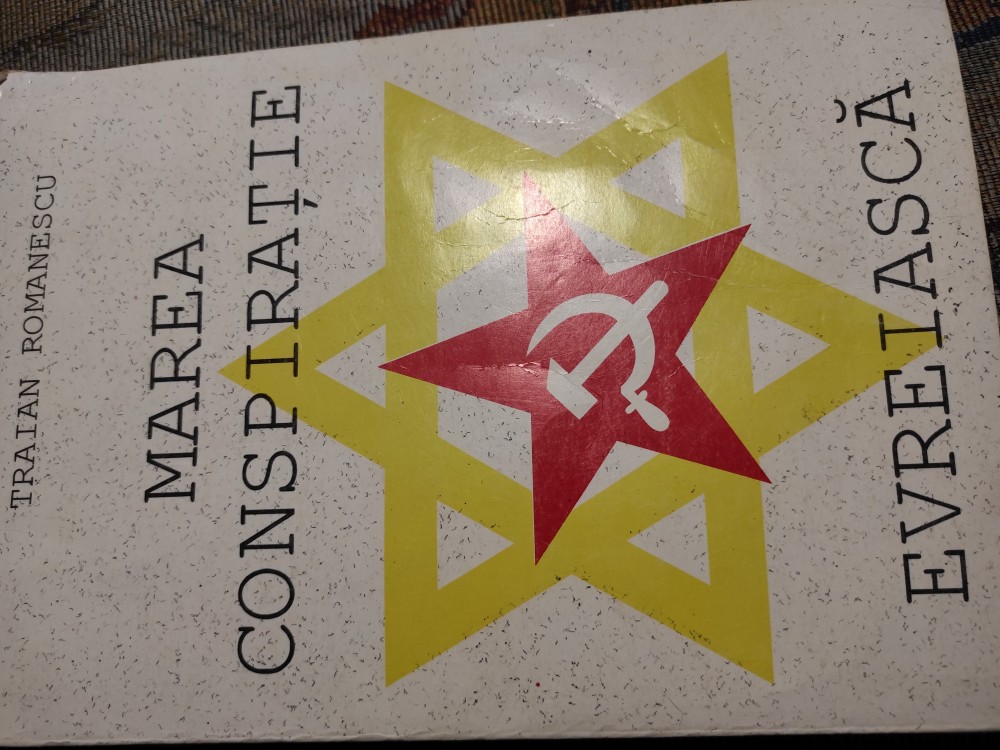 TRAIAN ROMANESCU
MAREA
CONSPIRAȚIE
EVREIASCĂ